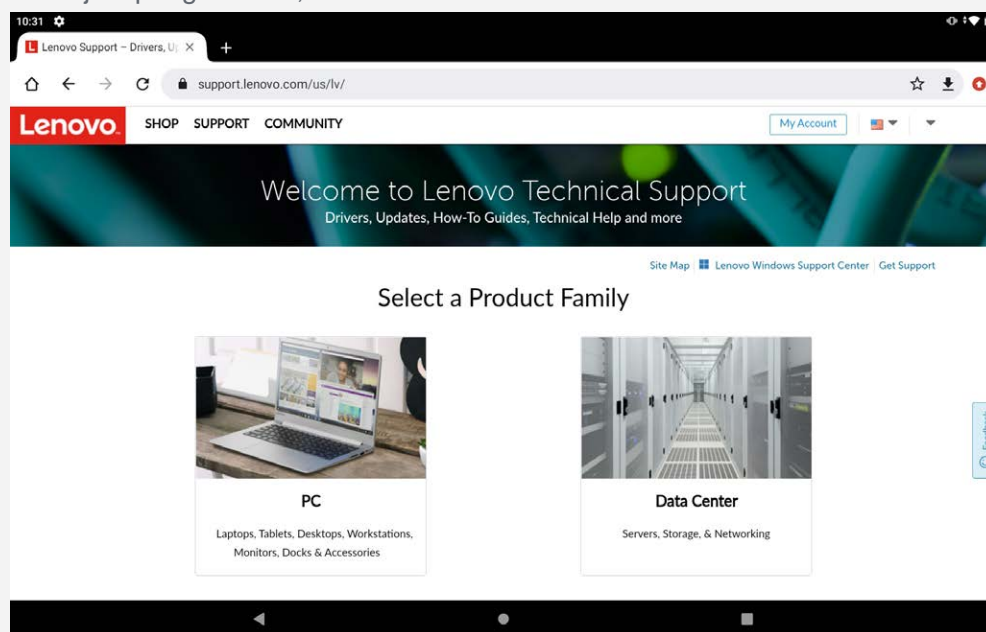 10:31
Lenovo Support – Drivers, U
support.lenovo.com/us/lv/
Lenovo
SHOP SUPPORT COMMUNITY
My Account
Welcome to Lenovo Technical Support
Drivers, Updates, How-To Guides, Technical Help and more
Site Map Lenovo Windows Support Center Get Support
Select a Product Family
PC
Laptops, Tablets, Desktops, Workstations,
Monitors, Docks & Accessories
Data Center
Servers, Storage, & Networking